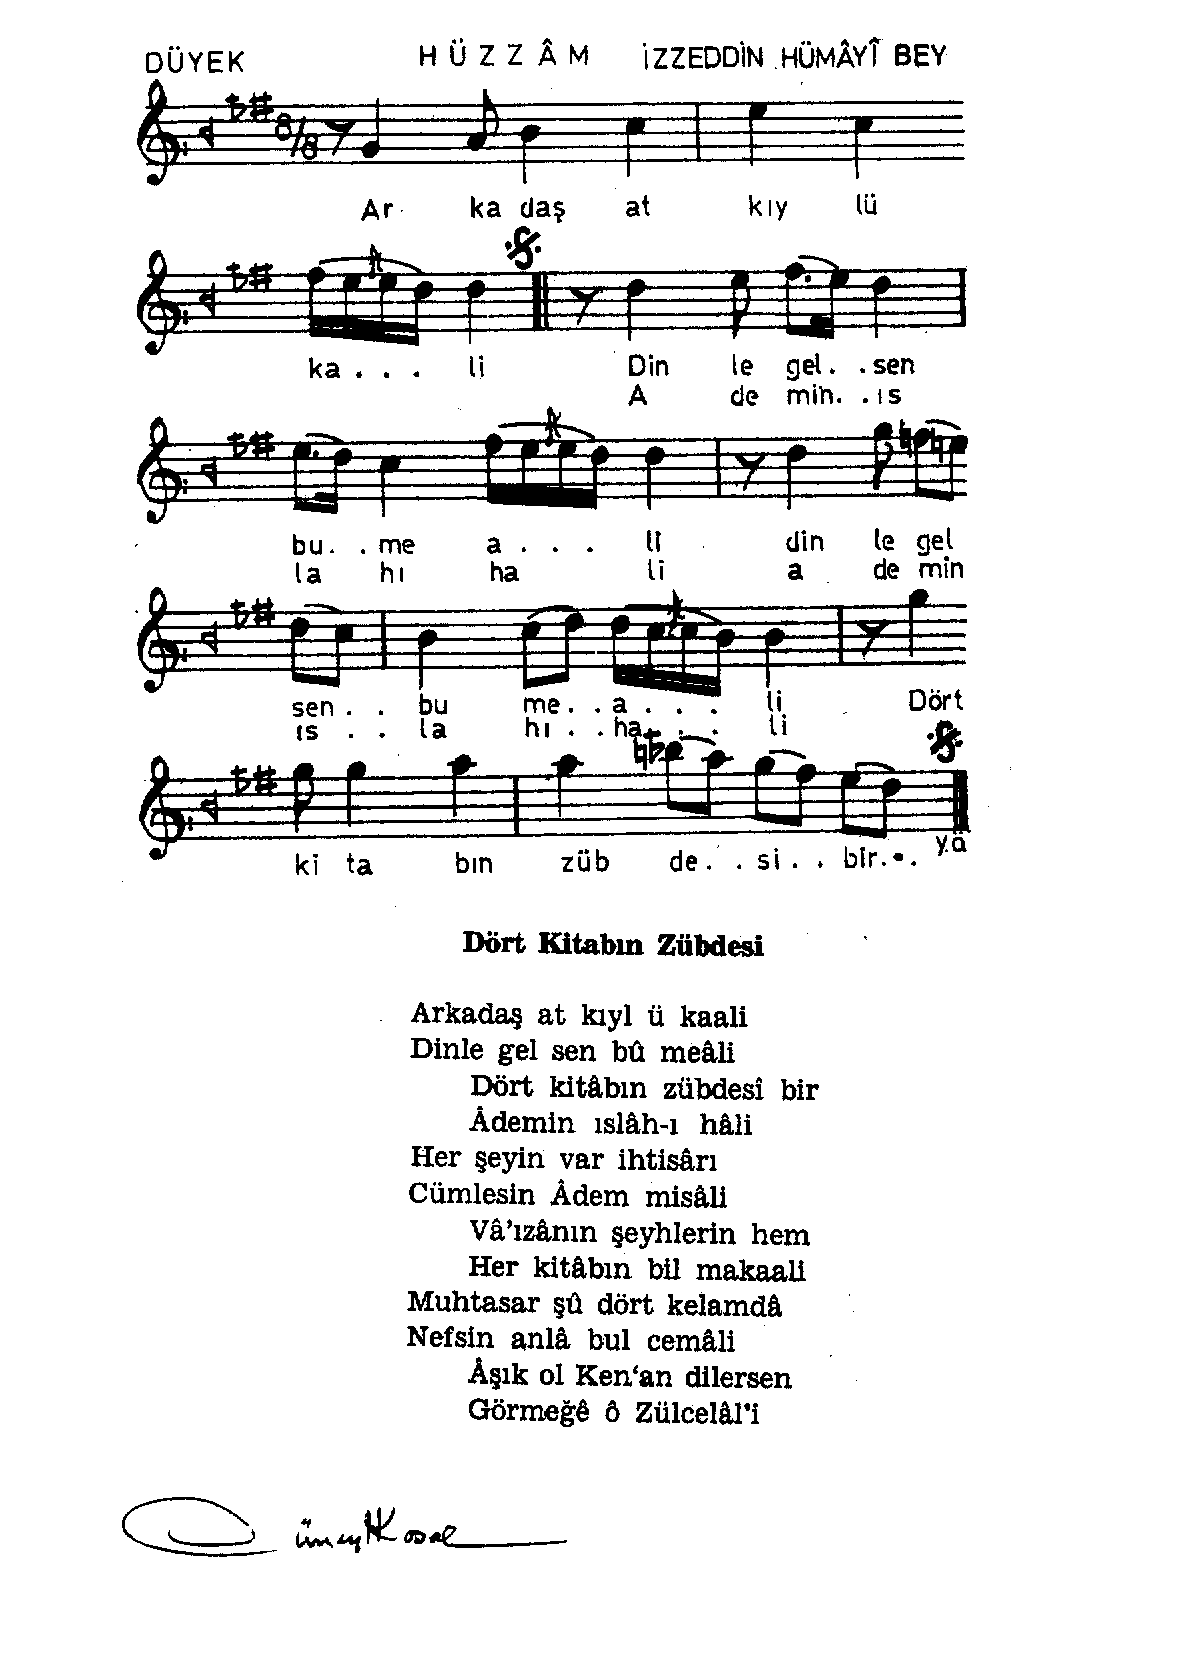 DÜYEK HÜZZÂM İZZEDDİN HÜMÂYÎ BEY
8/8
Ar ka daş at kıy lü
ka . . . li Din le gel . . sen
A de min . . ıs
bu . . me a . . . li din le gel
la hı ha li a de min
sen . . bu me . . a . . . li Dört
ıs . . la hı . . ha . . . li
ki ta bın züb de . . si . . bir . . . yâ
Dört Kitabın Zübdesi
Arkadaş at kıyl ü kaali
Dinle gel sen bû meâli
Dört kitâbın zübdesî bir
Âdemin ıslâh-ı hâli
Her şeyin var ihtisârı
Cümlesin Âdem misâli
Vâ'ızânın şeyhlerin hem
Her kitâbın bil makaali
Muhtasar şû dört kelamdâ
Nefsin anlâ bul cemâli
Âşık ol Ken'an dilersen
Görmeğê ô Zülcelâl'i
Cüneyt Kosal